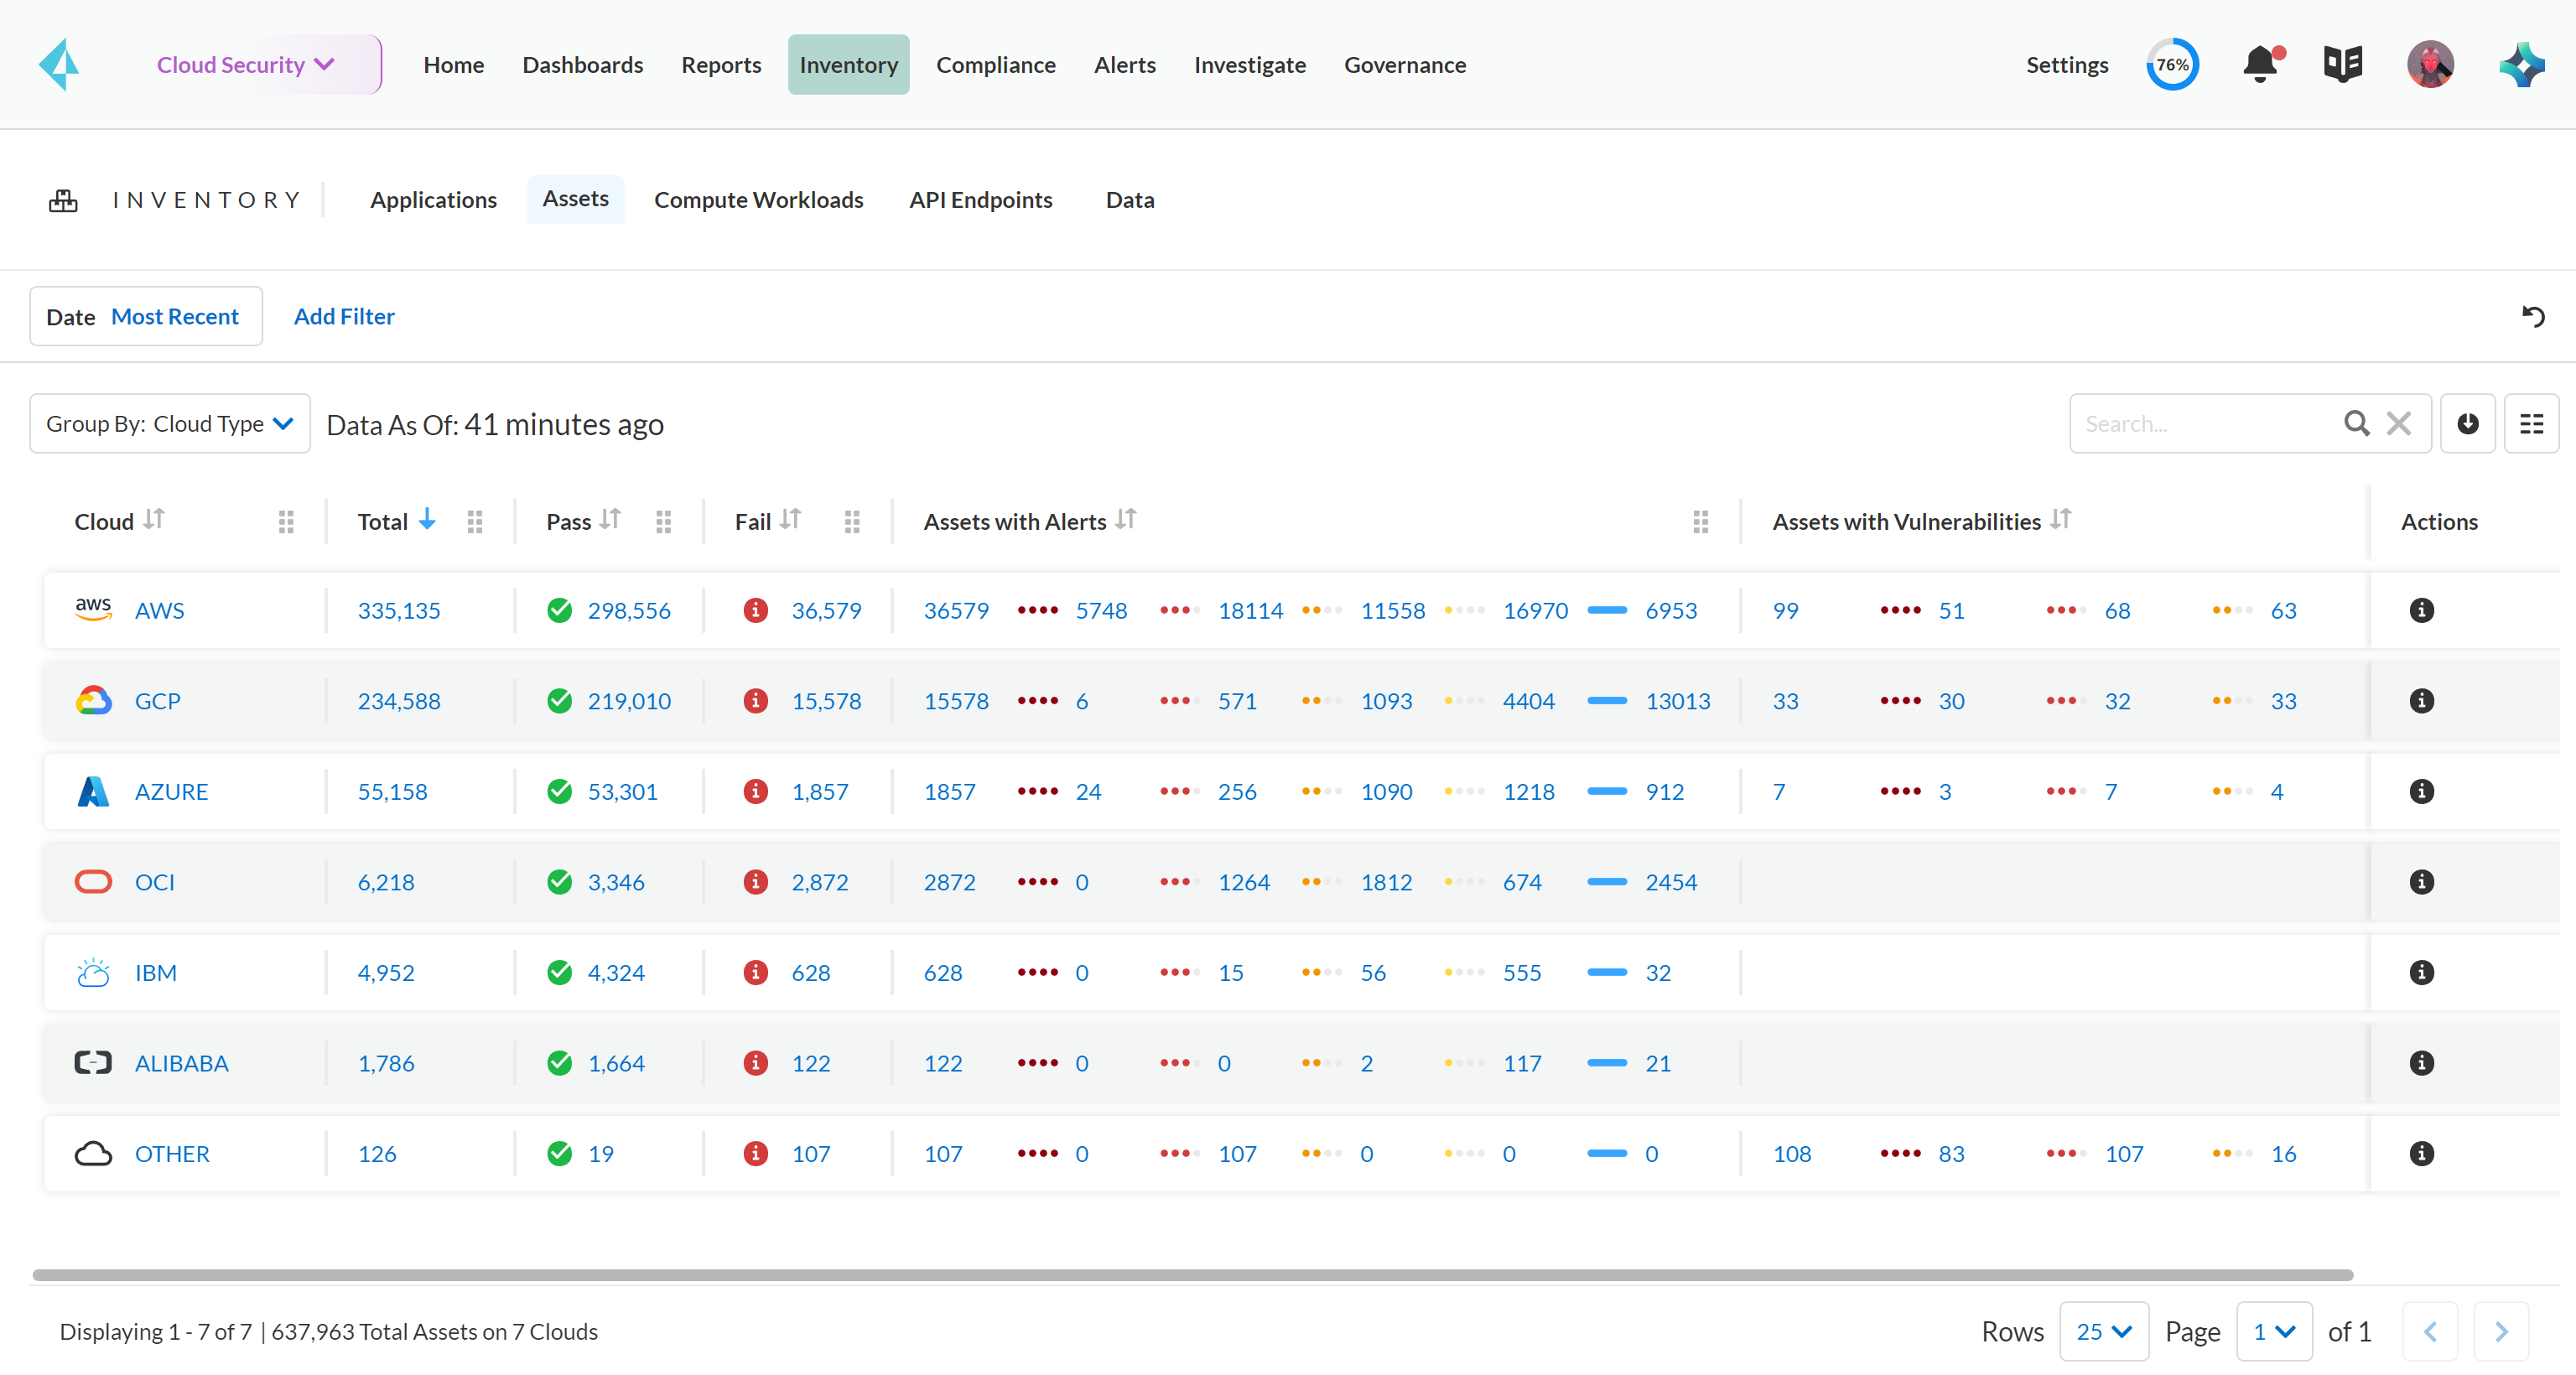 Cloud Security Home Dashboards Reports Inventory Compliance Alerts Investigate Governance Settings 76%
INVENTORY Applications Assets Compute Workloads API Endpoints Data
Date Most Recent Add Filter
Group By: Cloud Type Data As Of: 41 minutes ago Search...
Cloud Total Pass Fail Assets with Alerts Assets with Vulnerabilities Actions
aws AWS 335,135 298,556 36,579 36579 5748 18114 11558 16970 6953 99 51 68 63
GCP 234,588 219,010 15,578 15578 6 571 1093 4404 13013 33 30 32 33
AZURE 55,158 53,301 1,857 1857 24 256 1090 1218 912 7 3 7 4
OCI 6,218 3,346 2,872 2872 0 1264 1812 674 2454
IBM 4,952 4,324 628 628 0 15 56 555 32
ALIBABA 1,786 1,664 122 122 0 0 2 117 21
OTHER 126 19 107 107 0 107 0 0 0 108 83 107 16
Displaying 1 - 7 of 7 | 637,963 Total Assets on 7 Clouds Rows 25 Page 1 of 1